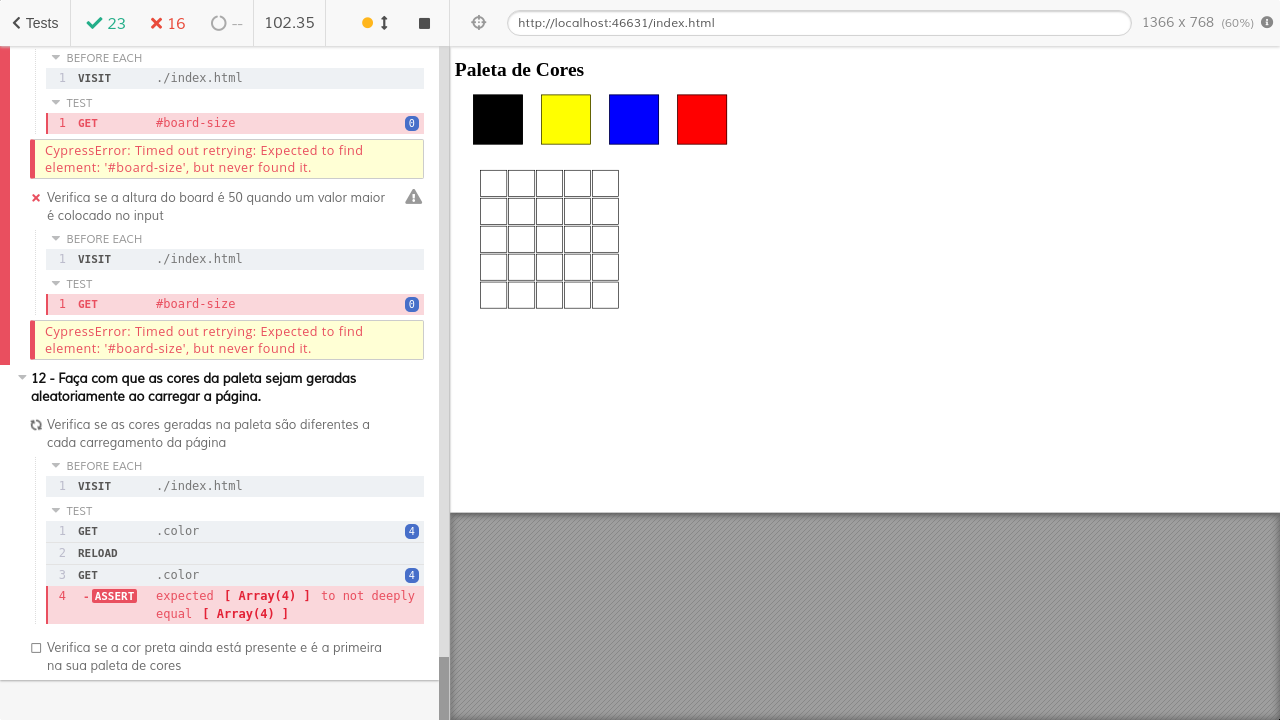 Tests 23 16 -- 102.35 http://localhost:46631/index.html 1366 x 768 (60%)
BEFORE EACH
1 VISIT ./index.html
TEST
1 GET #board-size 0
CypressError: Timed out retrying: Expected to find
element: '#board-size', but never found it.
Verifica se a altura do board é 50 quando um valor maior
é colocado no input
BEFORE EACH
1 VISIT ./index.html
TEST
1 GET #board-size 0
CypressError: Timed out retrying: Expected to find
element: '#board-size', but never found it.
12 - Faça com que as cores da paleta sejam geradas
aleatoriamente ao carregar a página.
Verifica se as cores geradas na paleta são diferentes a
cada carregamento da página
BEFORE EACH
1 VISIT ./index.html
TEST
1 GET .color 4
2 RELOAD
3 GET .color 4
4 -ASSERT expected [ Array(4) ] to not deeply
equal [ Array(4) ]
Verifica se a cor preta ainda está presente e é a primeira
na sua paleta de cores
Paleta de Cores